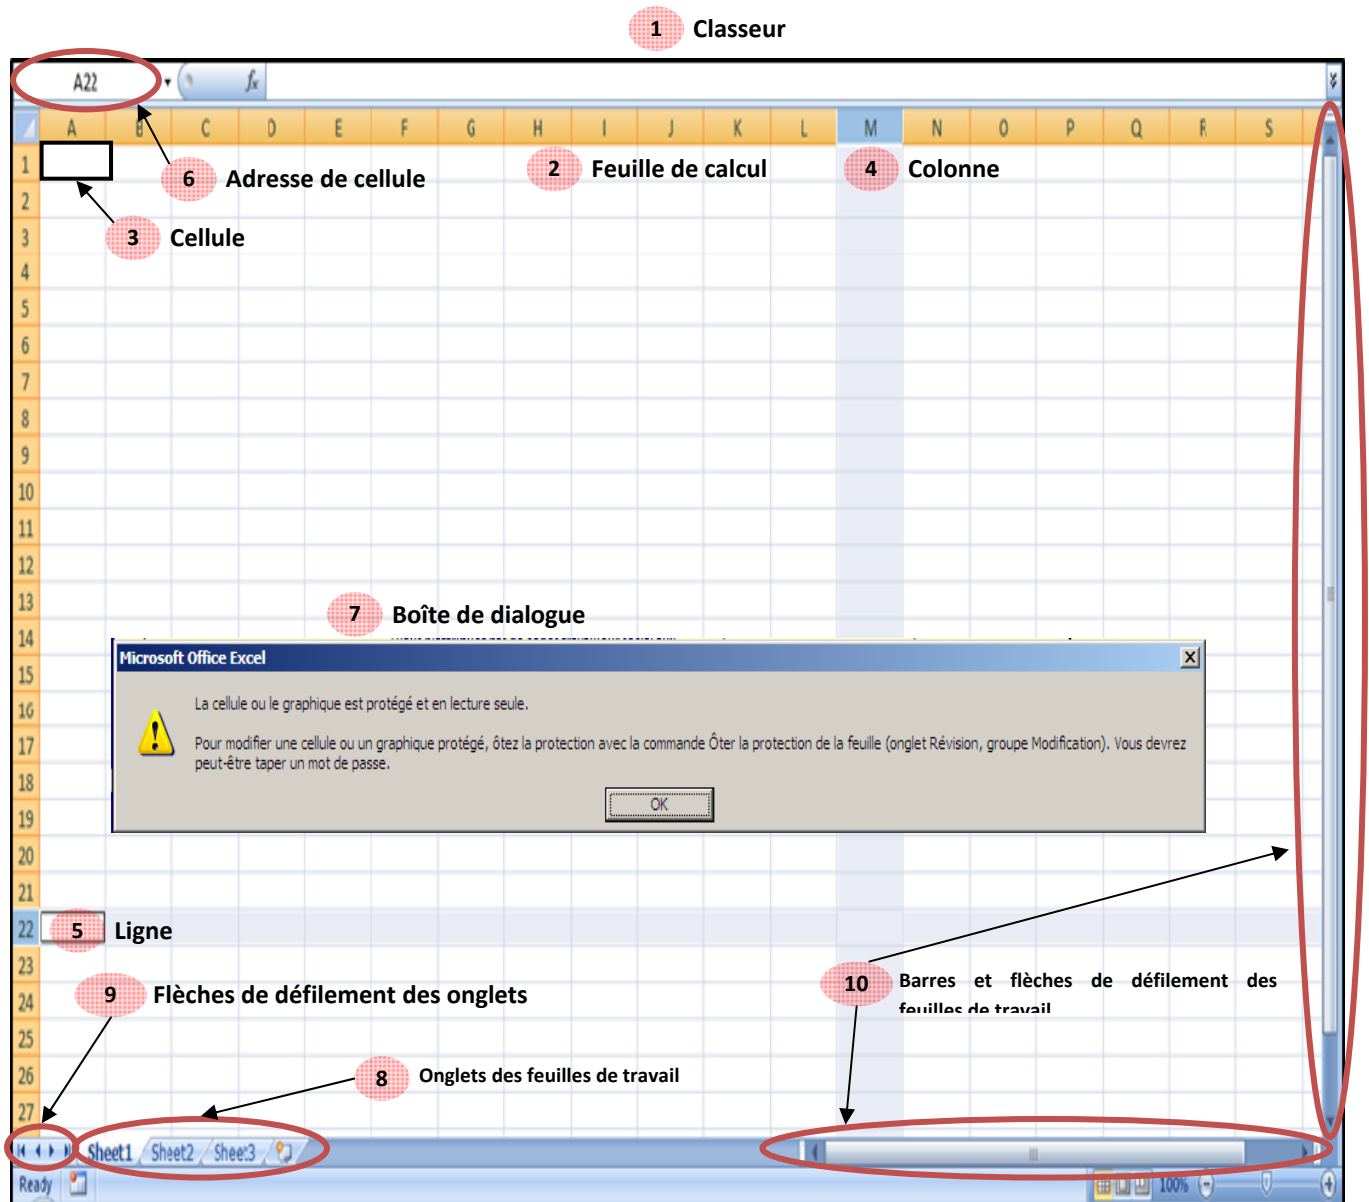 1 Classeur
A22 fx
A B C D E F G H I J K L M N O P Q R S
1
6 Adresse de cellule
2 Feuille de calcul
4 Colonne
2
3
3 Cellule
4
5
6
7
8
9
10
11
12
13
7 Boîte de dialogue
14
Microsoft Office Excel
15
La cellule ou le graphique est protégé et en lecture seule.
16
17
Pour modifier une cellule ou un graphique protégé, ôtez la protection avec la commande Ôter la protection de la feuille (onglet Révision, groupe Modification). Vous devrez
peut-être taper un mot de passe.
18
OK
19
20
21
22
5 Ligne
23
9 Flèches de défilement des onglets
10 Barres et flèches de défilement des
feuilles de travail
24
25
26
8 Onglets des feuilles de travail
27
Sheet1 Sheet2 Sheet3
Ready 100%